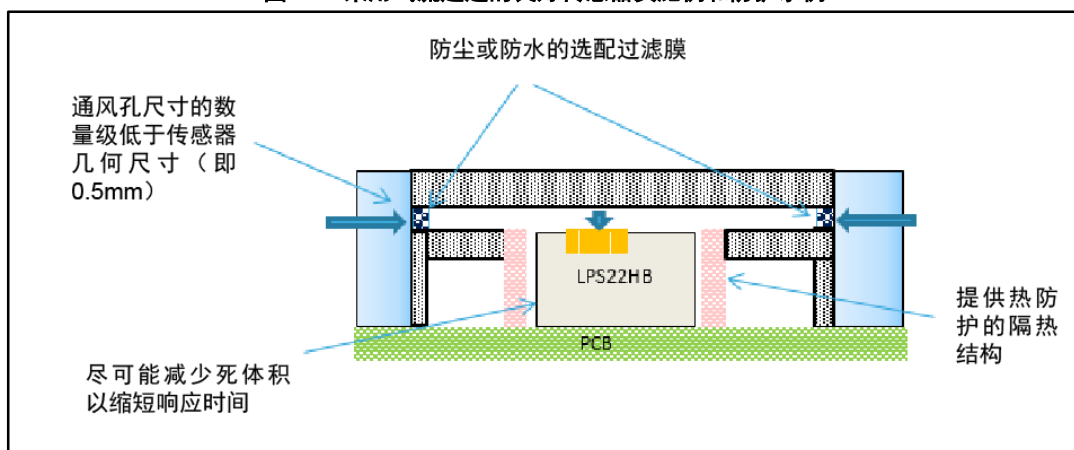 防尘或防水的选配过滤膜
通风孔尺寸的数
量级低于传感器
几何尺寸（即
0.5mm）
LPS22HB
PCB
提供热防
护的隔热
结构
尽可能减少死体积
以缩短响应时间